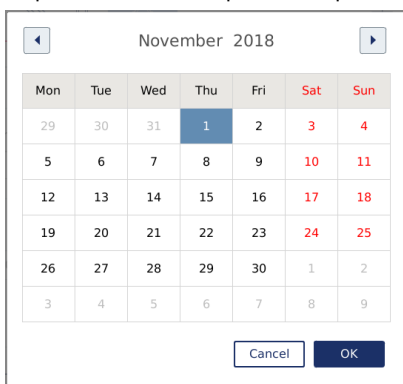 November 2018
Mon Tue Wed Thu Fri Sat Sun
29 30 31 1 2 3 4
5 6 7 8 9 10 11
12 13 14 15 16 17 18
19 20 21 22 23 24 25
26 27 28 29 30 1 2
3 4 5 6 7 8 9
Cancel OK